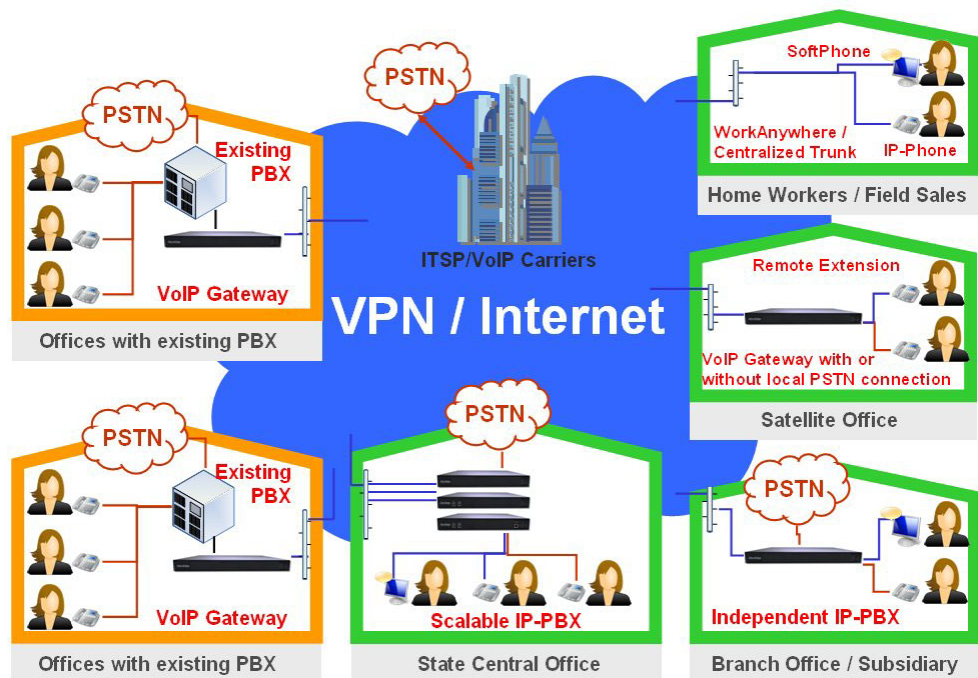 PSTN
Existing
PBX
VoIP Gateway
Offices with existing PBX
PSTN
ITSP/VoIP Carriers
VPN / Internet
SoftPhone
WorkAnywhere /
Centralized Trunk
IP-Phone
Home Workers / Field Sales
Remote Extension
VoIP Gateway with or
without local PSTN connection
Satellite Office
PSTN
Existing
PBX
VoIP Gateway
Offices with existing PBX
PSTN
Scalable IP-PBX
State Central Office
PSTN
Independent IP-PBX
Branch Office / Subsidiary